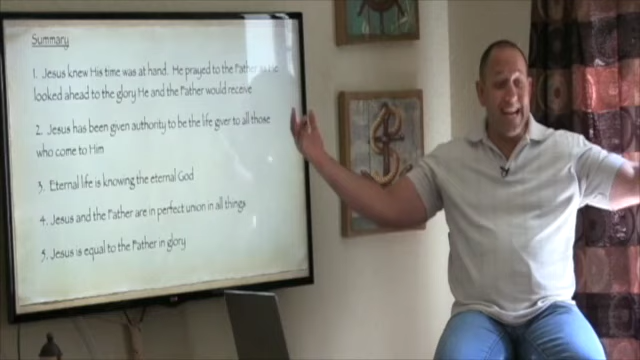 Summary
1. Jesus knew His time was at hand. He prayed to the Father as He
looked ahead to the glory He and the Father would receive
2. Jesus has been given authority to be the life giver to all those
who come to Him
3. Eternal life is knowing the eternal God
4. Jesus and the Father are in perfect union in all things
5. Jesus is equal to the Father in glory